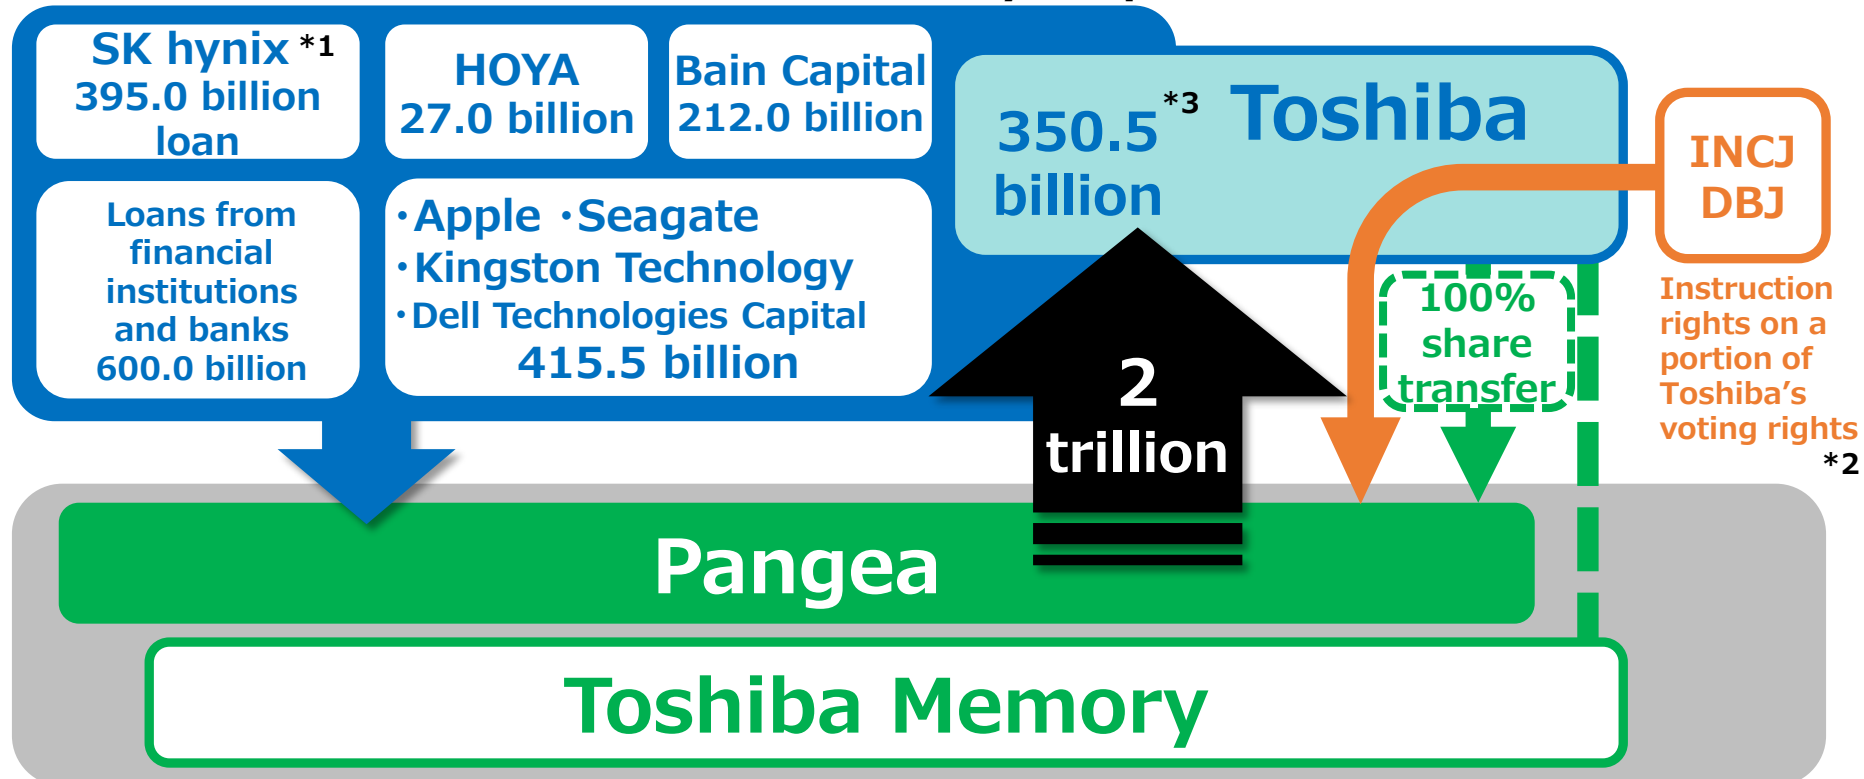 SK hynix *1
395.0 billion
loan
HOYA
27.0 billion
Bain Capital
212.0 billion
350.5 *3
billion
Toshiba
INCJ
DBJ
Loans from
financial
institutions
and banks
600.0 billion
・Apple ・Seagate
・Kingston Technology
・Dell Technologies Capital
415.5 billion
2
trillion
100%
share
transfer
Instruction
rights on a
portion of
Toshiba’s
voting rights
*2
Pangea
Toshiba Memory